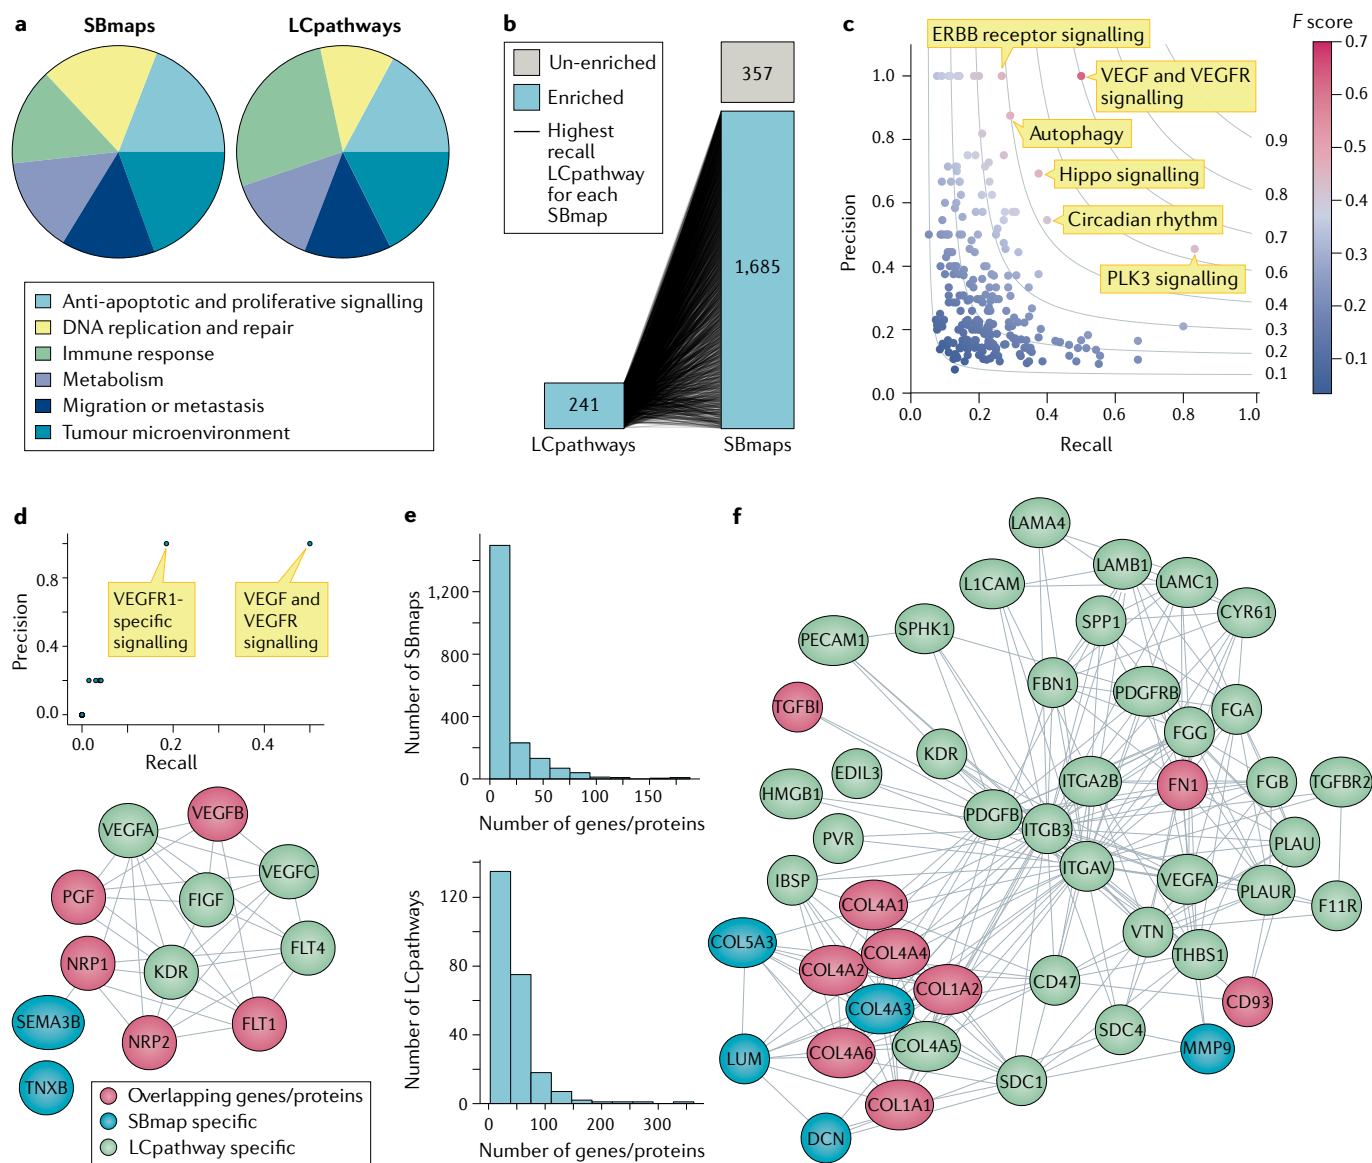 a
SBmaps
LCpathways
Anti-apoptotic and proliferative signalling
DNA replication and repair
Immune response
Metabolism
Migration or metastasis
Tumour microenvironment
b
Un-enriched
Enriched
Highest
recall
LCpathway
for each
SBmap
357
1,685
241
LCpathways
SBmaps
c
F score
ERBB receptor signalling
VEGF and VEGFR
signalling
Autophagy
Hippo signalling
Circadian rhythm
PLK3 signalling
Precision
1.0
0.8
0.6
0.4
0.2
0.0
0.0
0.2
0.4
0.6
0.8
1.0
Recall
0.9
0.8
0.7
0.6
0.4
0.3
0.2
0.1
0.7
0.6
0.5
0.4
0.3
0.2
0.1
d
Precision
0.8
0.4
0.0
0.0
0.2
0.4
Recall
VEGFR1-
specific
signalling
VEGF and
VEGFR
signalling
VEGFB
VEGFA
VEGFC
PGF
FIGF
FLT4
NRP1
KDR
SEMA3B
FLT1
NRP2
TNXB
Overlapping genes/proteins
SBmap specific
LCpathway specific
e
Number of SBmaps
1,200
800
400
0
0
50
100
150
Number of genes/proteins
Number of LCpathways
120
80
40
0
0
100
200
300
Number of genes/proteins
f
LAMA4
LAMB1
L1CAM
LAMC1
CYR61
SPP1
SPHK1
PECAM1
FBN1
PDGFRB
TGFBI
FGA
FGG
KDR
EDIL3
ITGA2B
FN1
FGB
TGFBR2
HMGB1
PDGFB
ITGB3
PVR
PLAU
ITGAV
IBSP
VEGFA
PLAUR
F11R
COL4A1
VTN
COL5A3
COL4A4
THBS1
COL4A2
CD47
COL1A2
CD93
COL4A3
SDC4
COL4A5
MMP9
COL4A6
LUM
SDC1
COL1A1
DCN